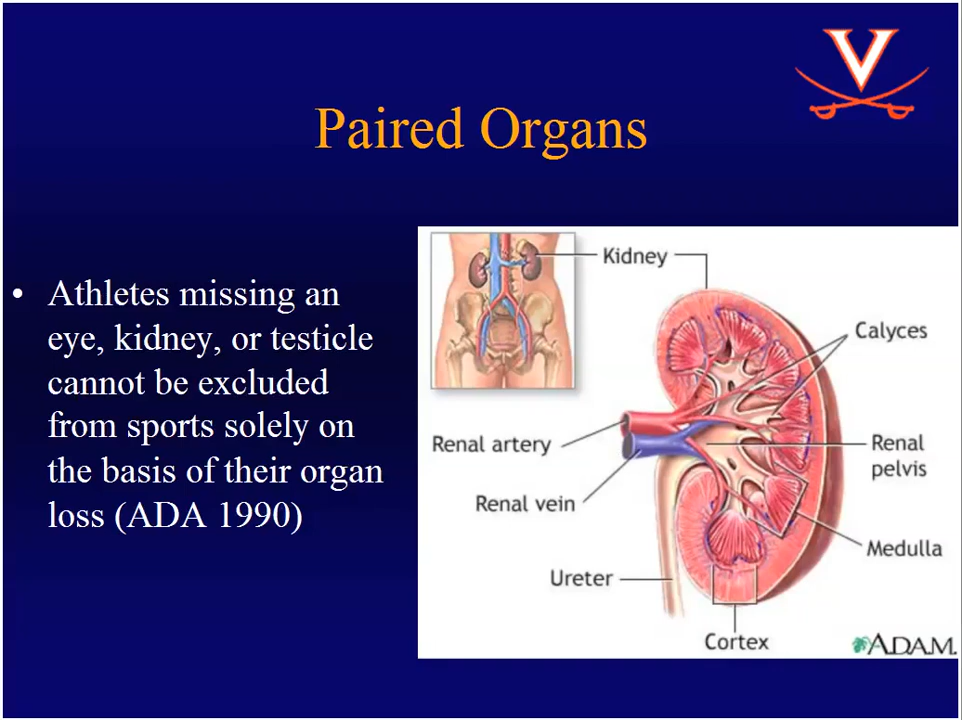 V
Paired Organs
• Athletes missing an
eye, kidney, or testicle
cannot be excluded
from sports solely on
the basis of their organ
loss (ADA 1990)
Kidney
Calyces
Renal artery
Renal
pelvis
Renal vein
Medulla
Ureter
Cortex
ADAM.